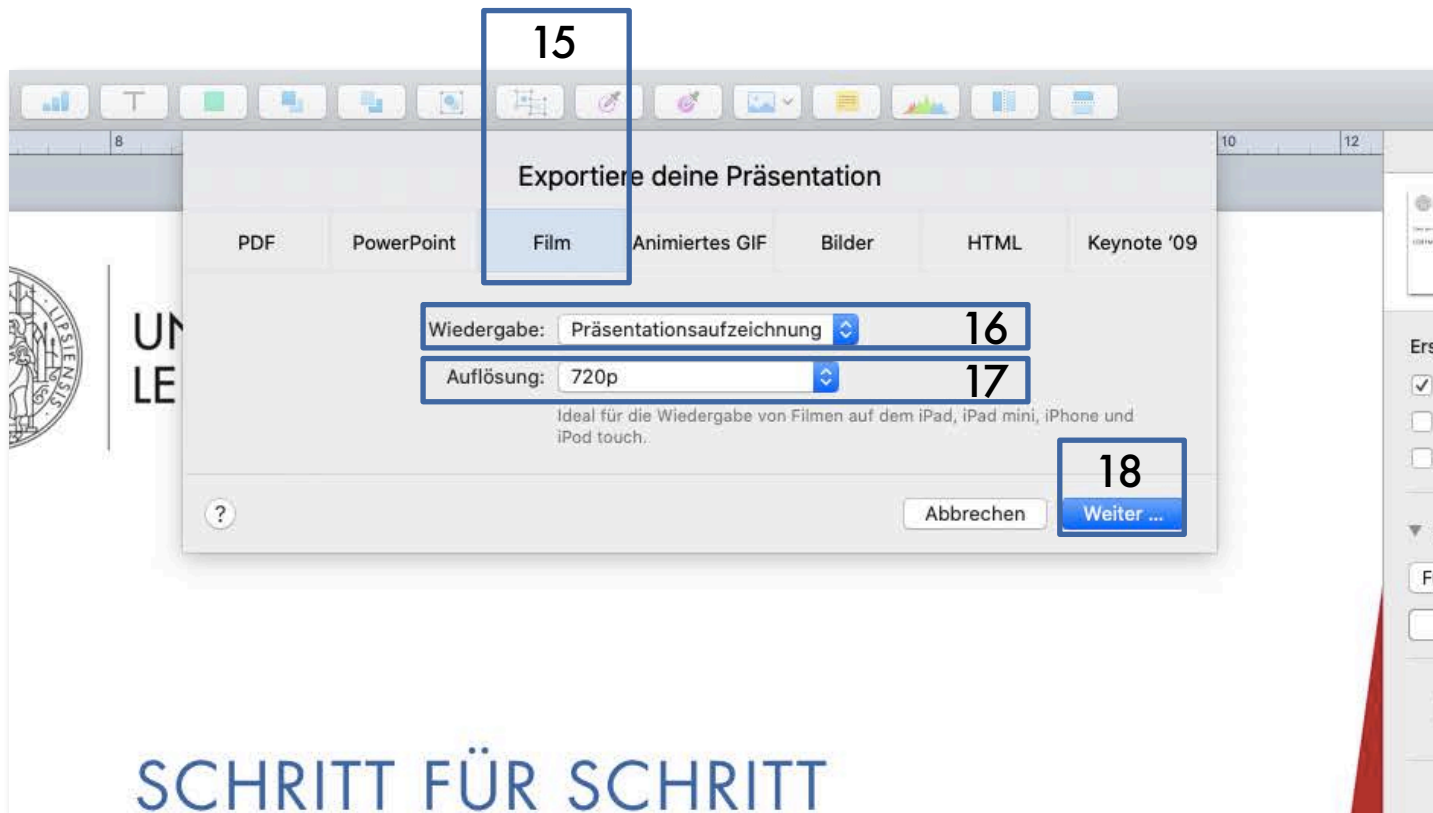 15
8
10
12
Exportiere deine Präsentation
PDF PowerPoint Film Animiertes GIF Bilder HTML Keynote '09
LIPSIENSIS
UN
LE
Wiedergabe: Präsentationsaufzeichnung 16
Auflösung: 720p 17
Ideal für die Wiedergabe von Filmen auf dem iPad, iPad mini, iPhone und
iPod touch.
18
? Abbrechen Weiter ...
Ers
F
SCHRITT FÜR SCHRITT